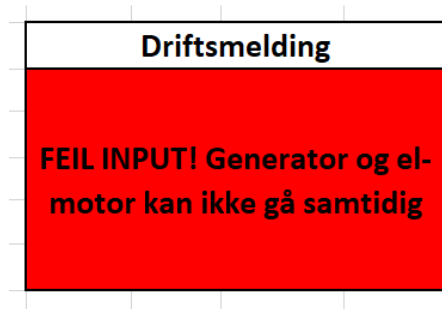 Driftsmelding
FEIL INPUT! Generator og el-
motor kan ikke gå samtidig